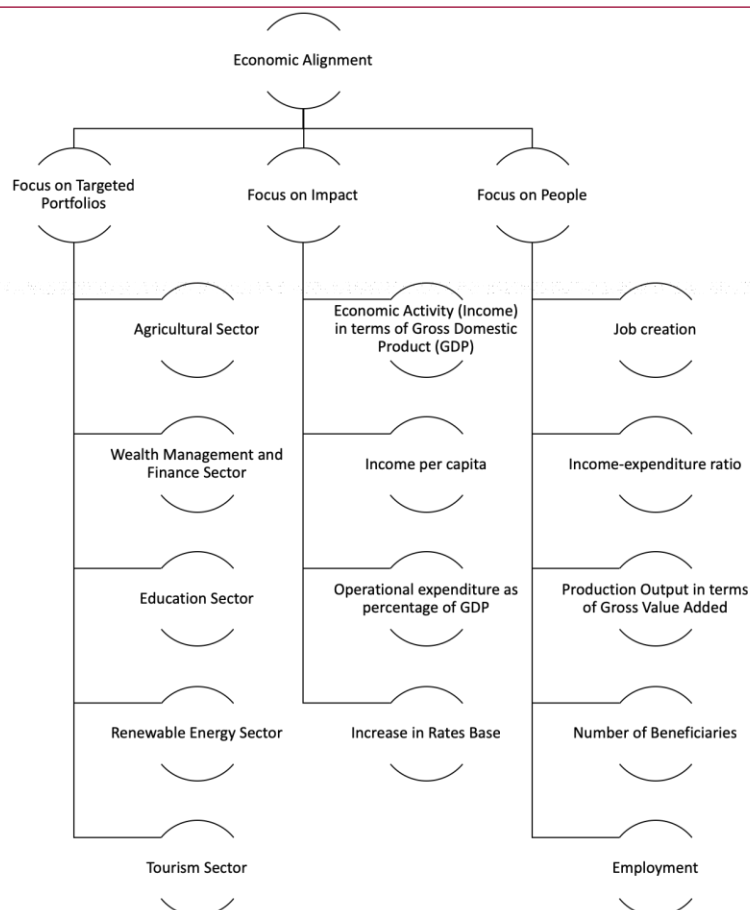 Economic Alignment
Focus on Targeted
Portfolios
Focus on Impact
Focus on People
Agricultural Sector
Economic Activity (Income)
in terms of Gross Domestic
Product (GDP)
Job creation
Wealth Management and
Finance Sector
Income per capita
Income-expenditure ratio
Education Sector
Operational expenditure as
percentage of GDP
Production Output in terms
of Gross Value Added
Renewable Energy Sector
Increase in Rates Base
Number of Beneficiaries
Tourism Sector
Employment